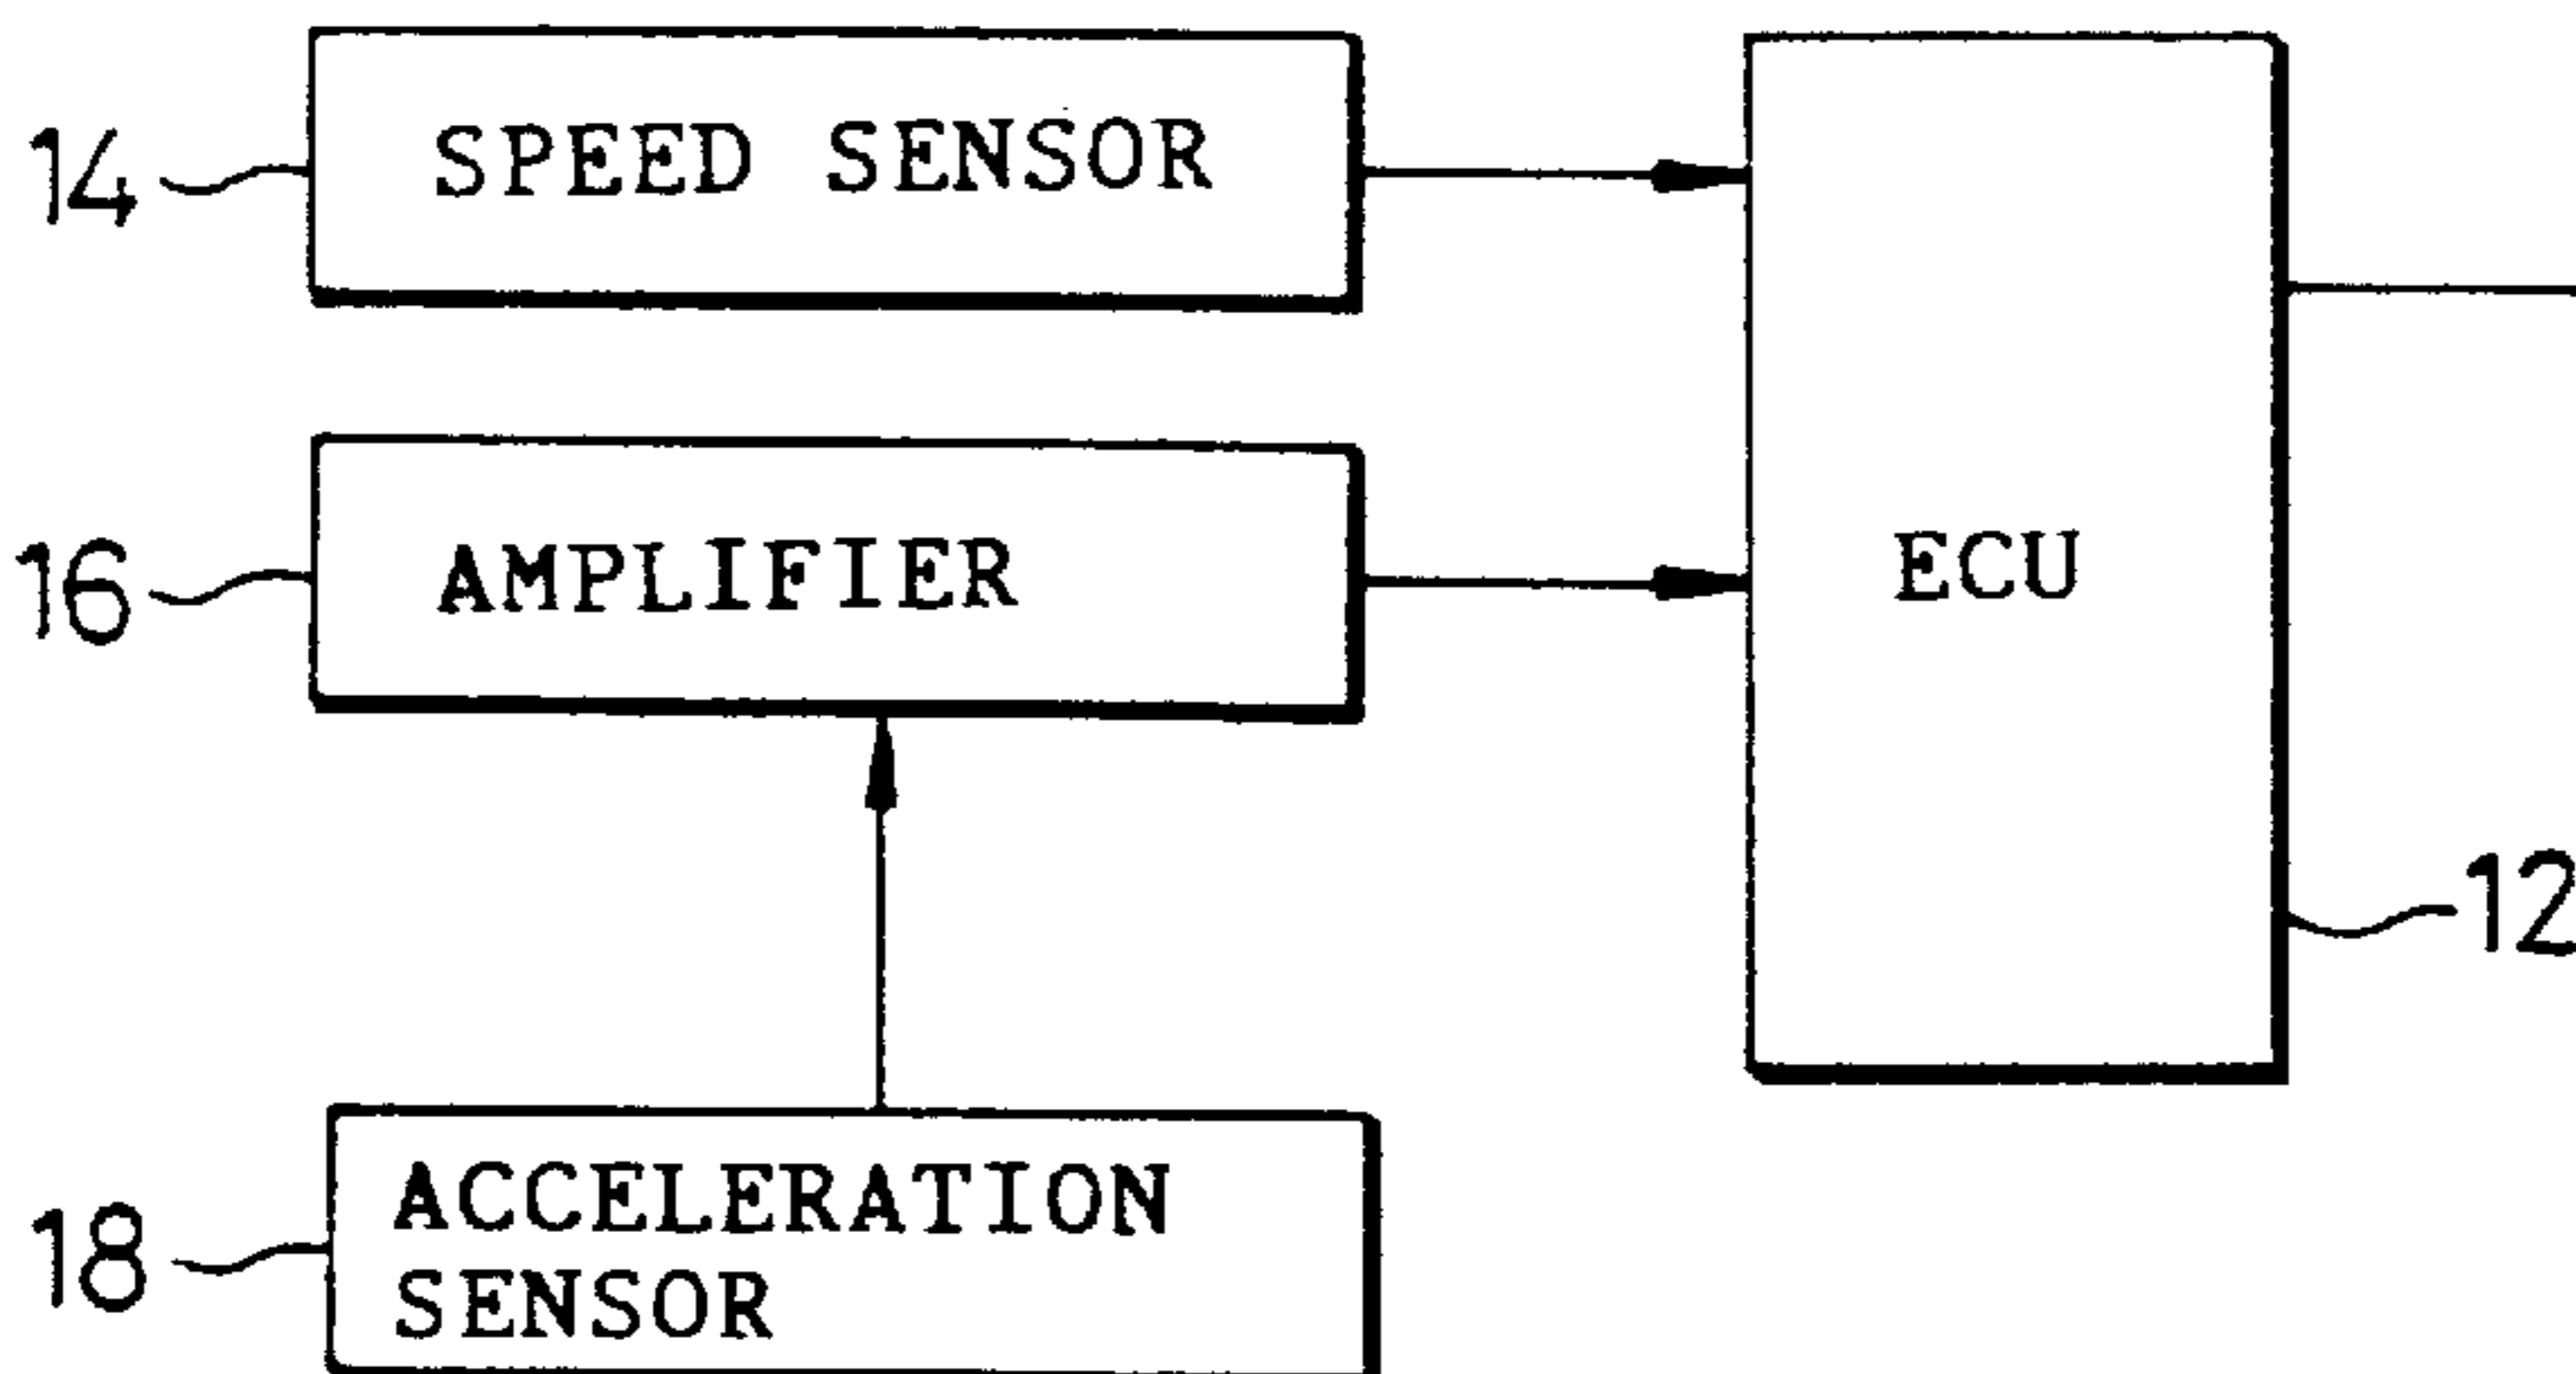 14
SPEED SENSOR
16
AMPLIFIER
ECU
12
18
ACCELERATION
SENSOR